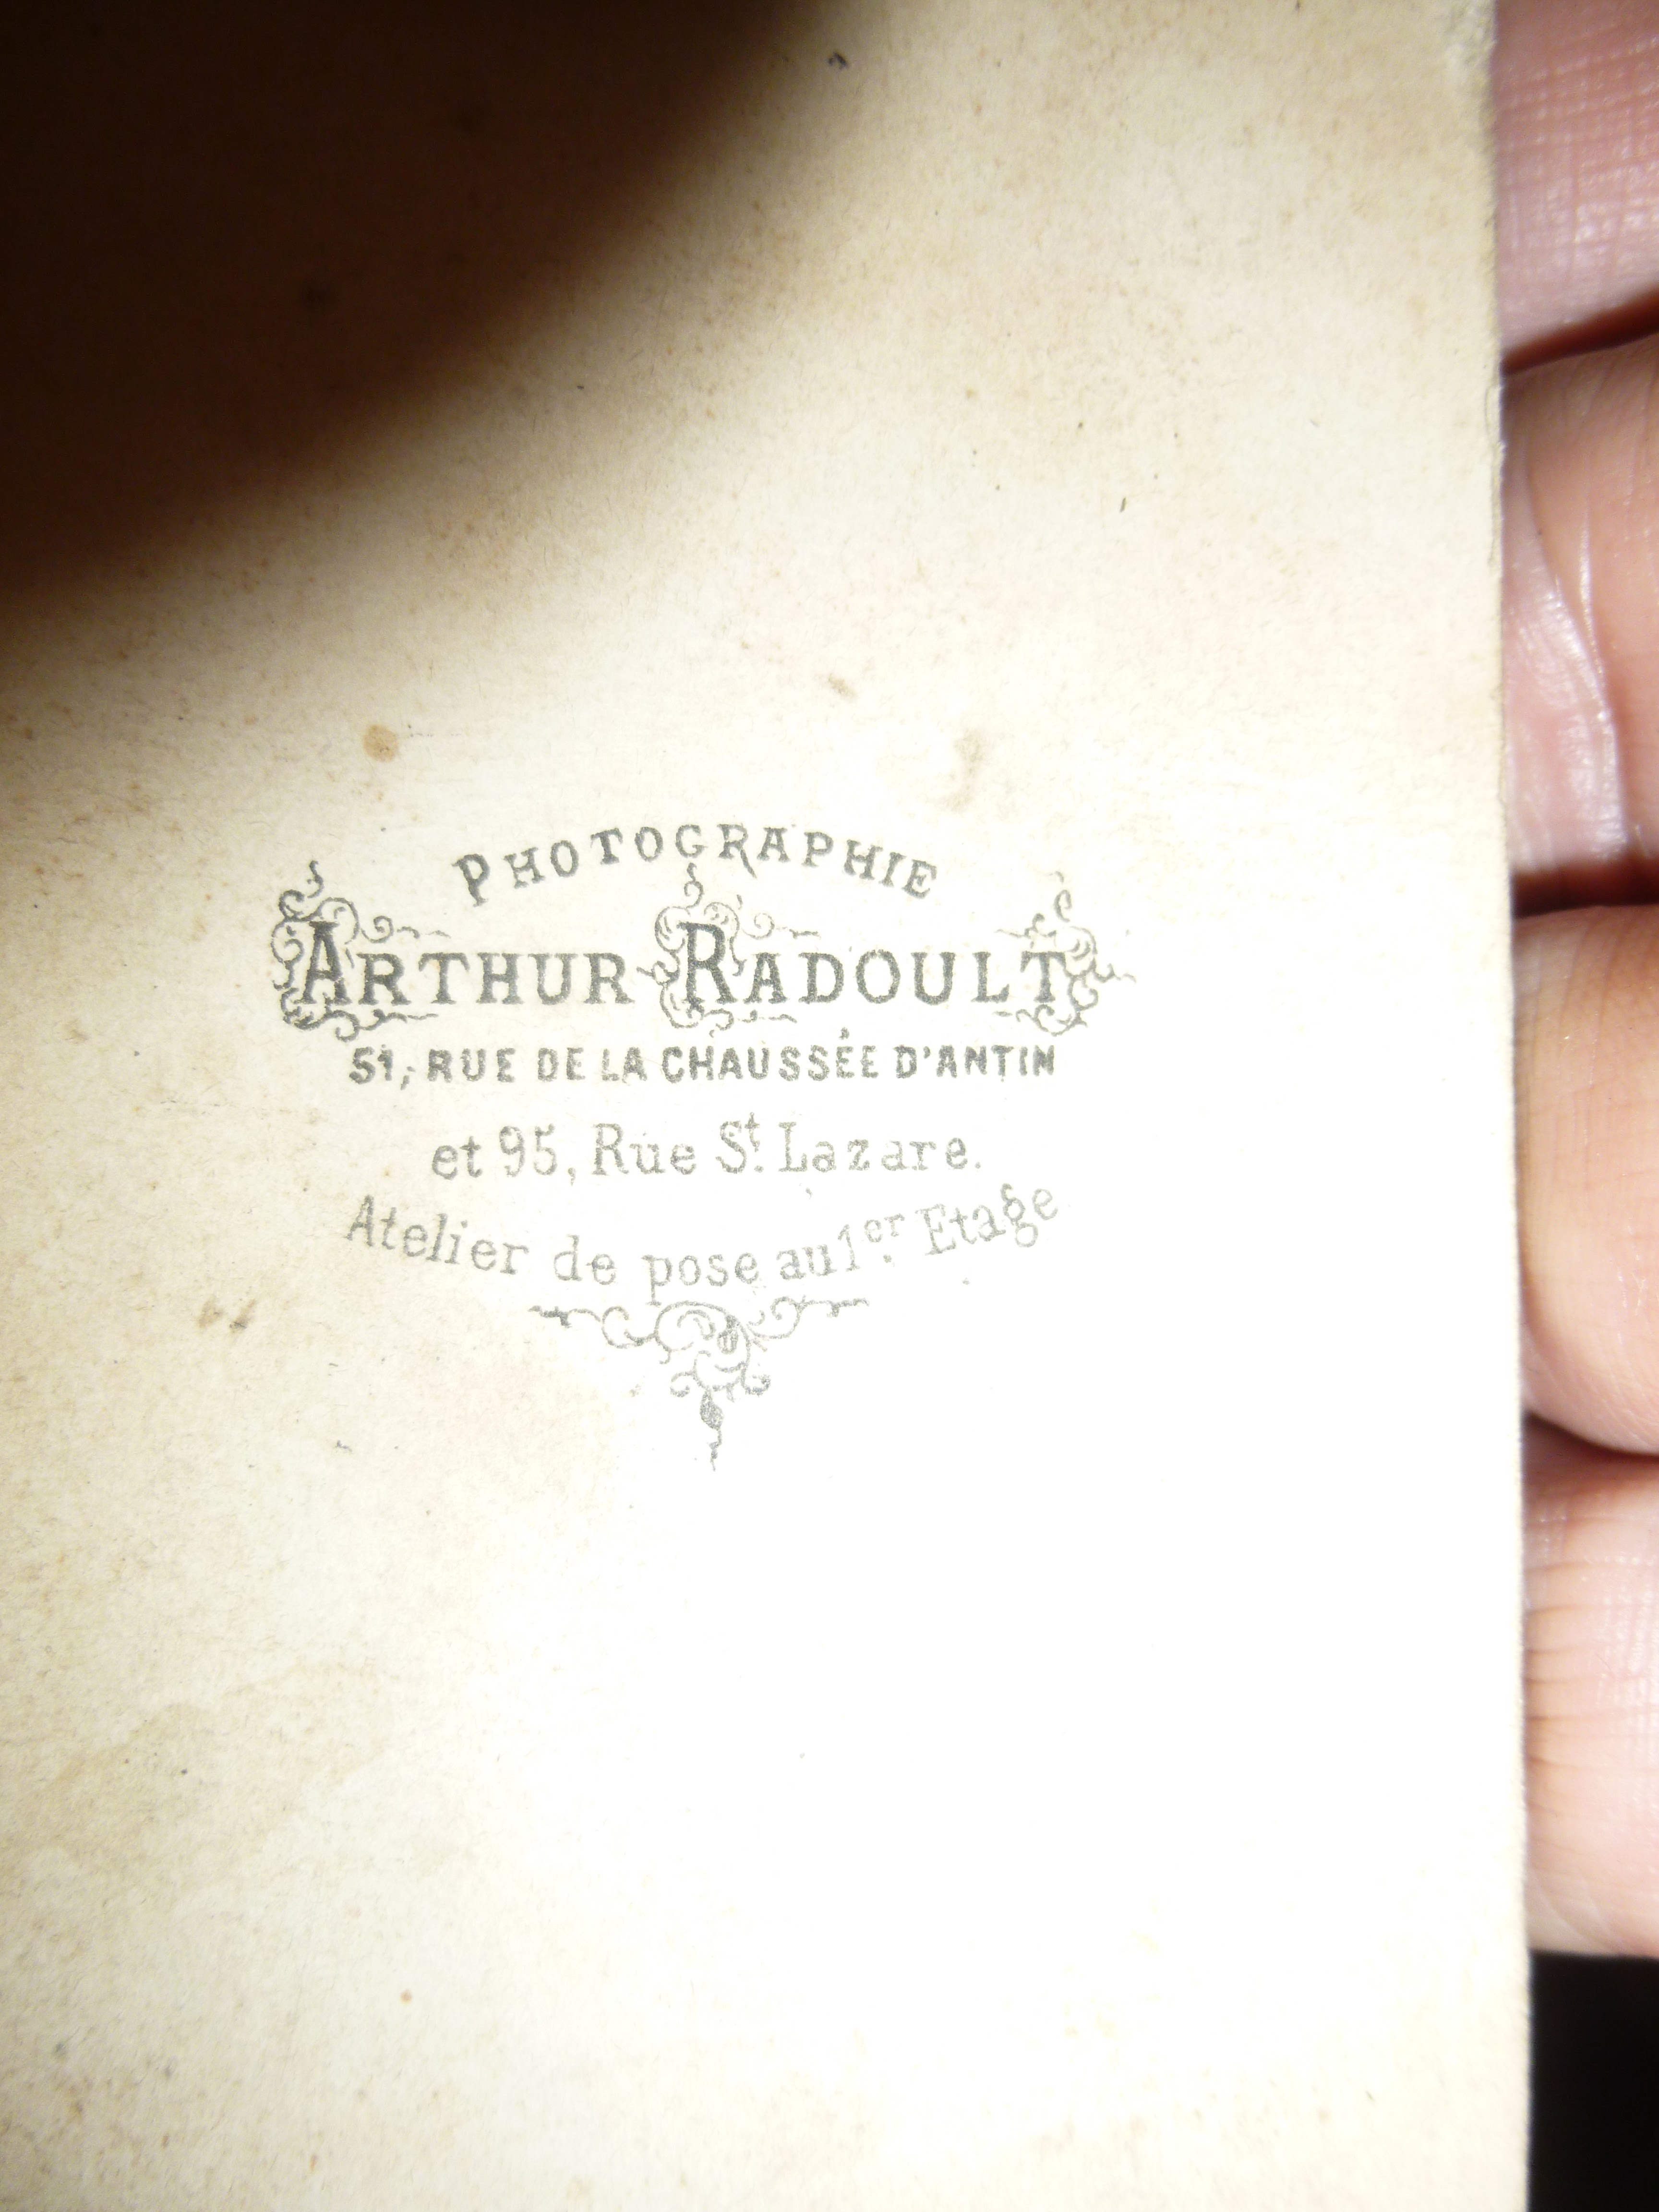 PHOTOGRAPHIE
ARTHUR RADOULT
51, RUE DE LA CHAUSSÉE D'ANTIN
et 95, Rue St. Lazare.
Atelier de pose au 1er Etage